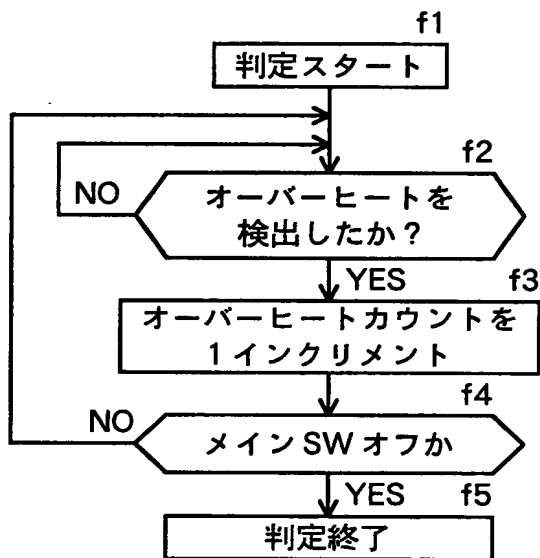 f1
判定スタート
f2
NO
オーバーヒートを
検出したか?
YES
f3
オーバーヒートカウントを
1インクリメント
f4
NO
メインSWオフか
YES
f5
判定終了